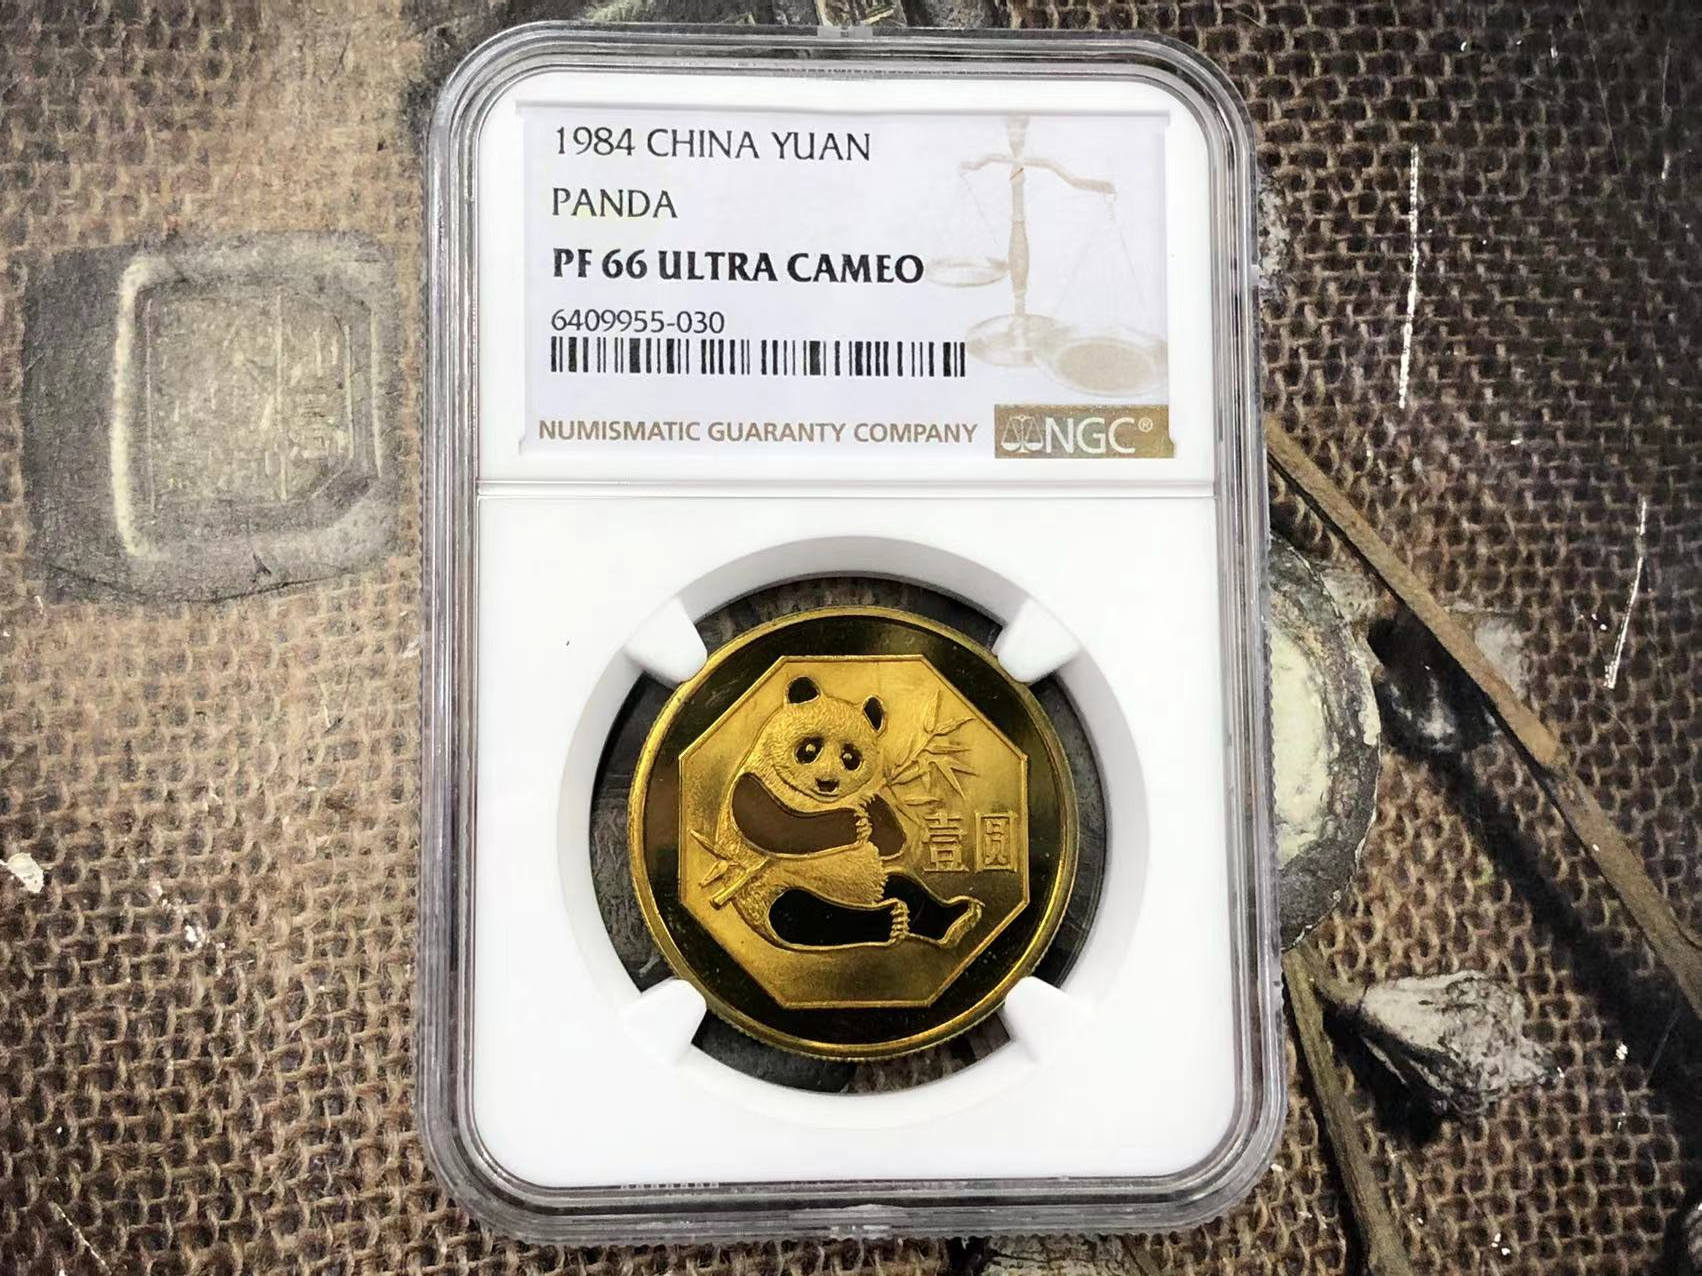 1984 CHINA YUAN
PANDA
PF 66 ULTRA CAMEO
6409955-030
NUMISMATIC GUARANTY COMPANY NGC®
壹圆